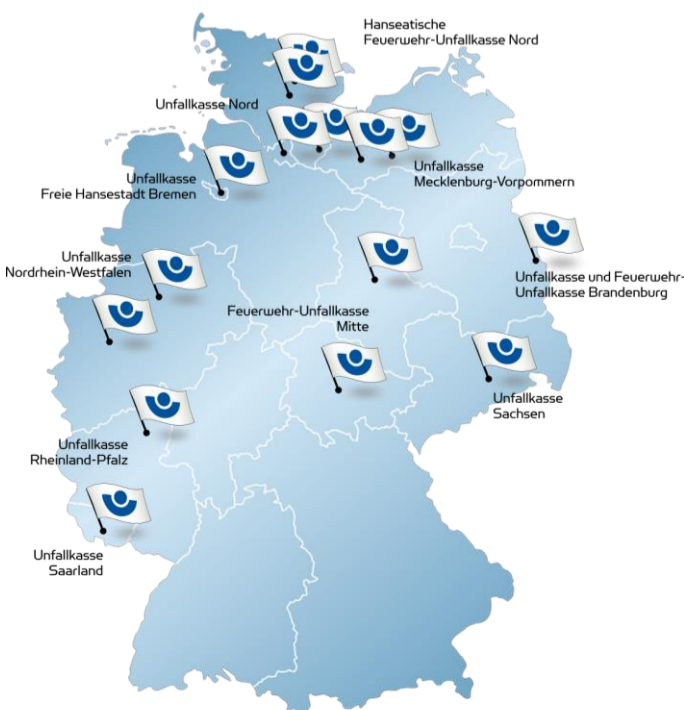 Hanseatische
Feuerwehr-Unfallkasse Nord
Unfallkasse Nord
Unfallkasse
Mecklenburg-Vorpommern
Unfallkasse
Freie Hansestadt Bremen
Unfallkasse
Nordrhein-Westfalen
Unfallkasse und Feuerwehr-
Unfallkasse Brandenburg
Feuerwehr-Unfallkasse
Mitte
Unfallkasse
Sachsen
Unfallkasse
Rheinland-Pfalz
Unfallkasse
Saarland